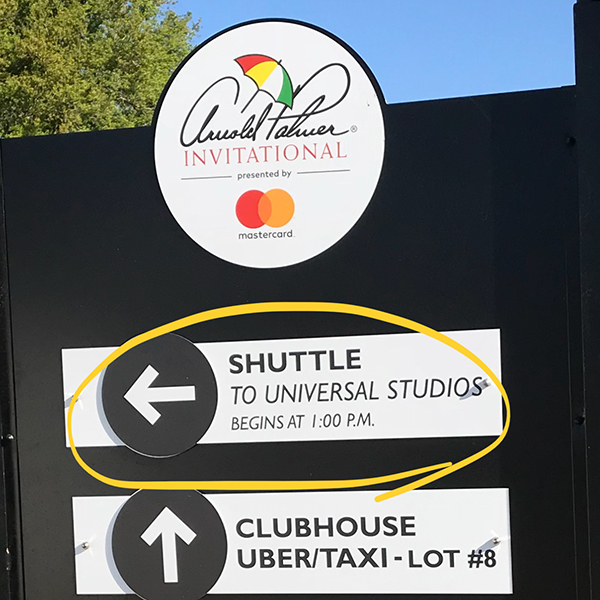 Arnold Palmer®
INVITATIONAL
presented by
mastercard
SHUTTLE
TO UNIVERSAL STUDIOS
BEGINS AT 1:00 P.M.
CLUBHOUSE
UBER/TAXI - LOT #8